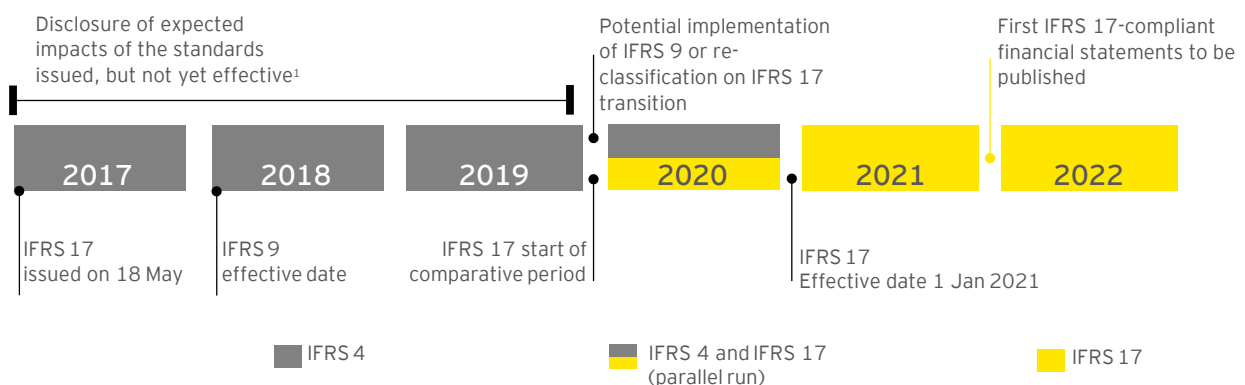 Disclosure of expected
impacts of the standards
issued, but not yet effective¹
Potential implementation
of IFRS 9 or re-
classification on IFRS 17
transition
First IFRS 17-compliant
financial statements to be
published
2017
2018
2019
2020
2021
2022
IFRS 17
issued on 18 May
IFRS 9
effective date
IFRS 17 start of
comparative period
IFRS 17
Effective date 1 Jan 2021
IFRS 4
IFRS 4 and IFRS 17
(parallel run)
IFRS 17